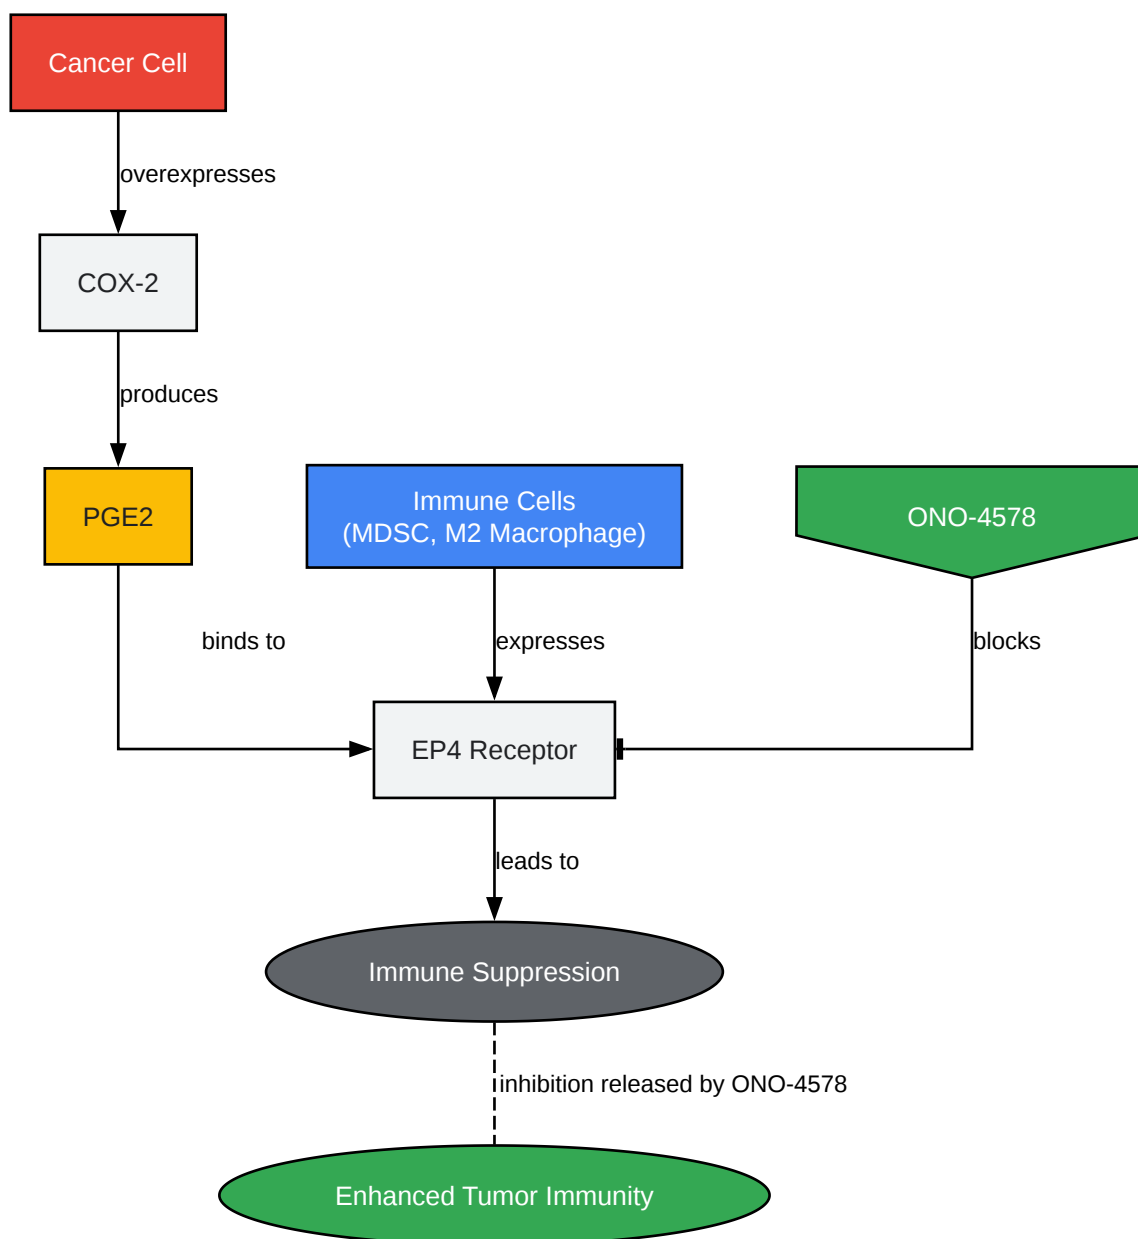 Cancer Cell
overexpresses
COX-2
produces
PGE2
Immune Cells
(MDSC, M2 Macrophage)
ONO-4578
binds to
expresses
blocks
EP4 Receptor
leads to
Immune Suppression
inhibition released by ONO-4578
Enhanced Tumor Immunity